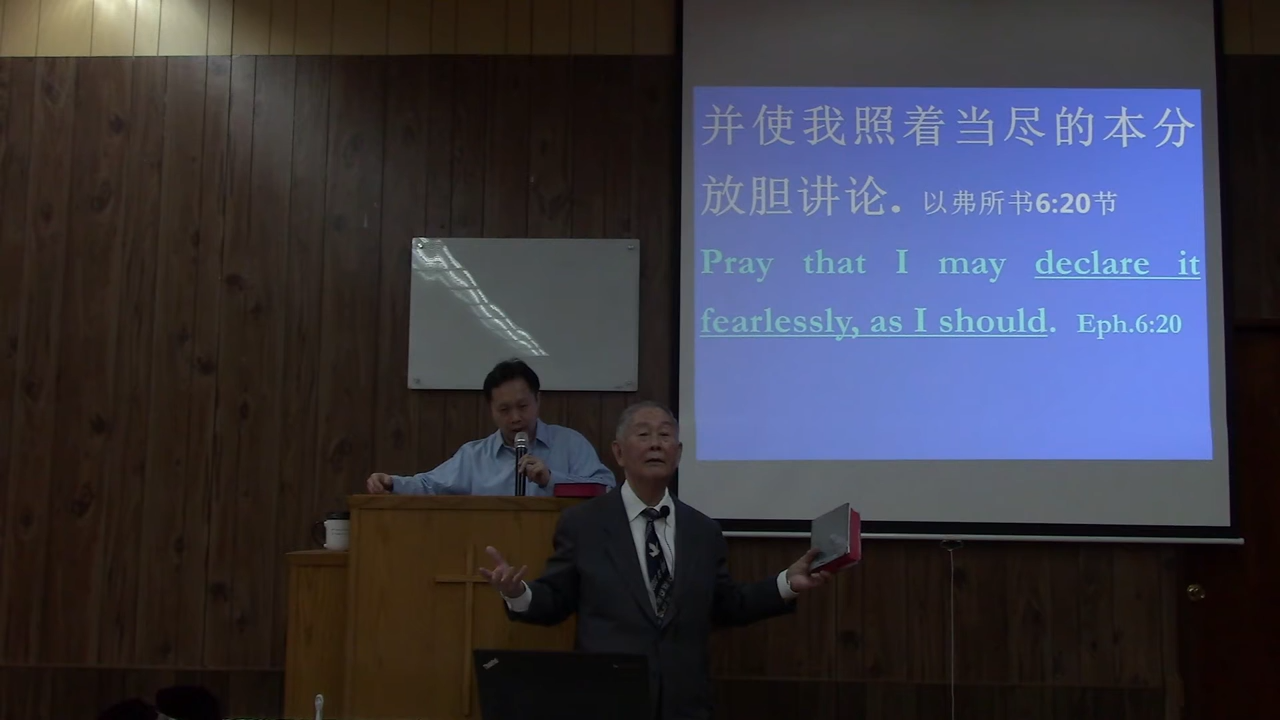 并使我照着当尽的本分
放胆讲论. 以弗所书6:20节
Pray that I may declare it
fearlessly, as I should. Eph.6:20
ThinkPad